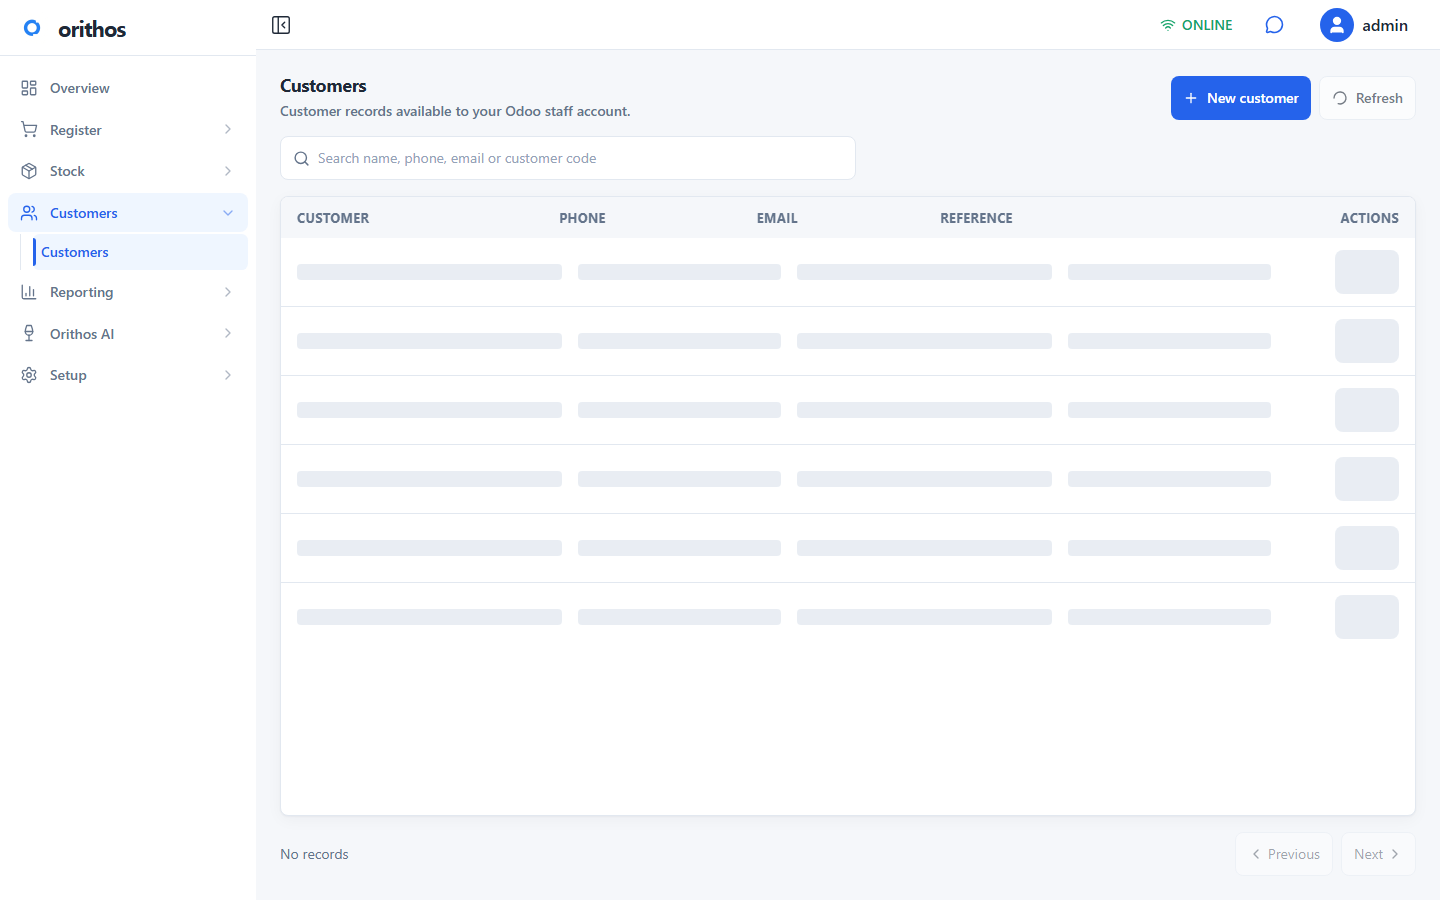 orithos
ONLINE
admin
Overview
Register
Stock
Customers
Customers
Reporting
Orithos AI
Setup
Customers
Customer records available to your Odoo staff account.
New customer
Refresh
Search name, phone, email or customer code
CUSTOMER PHONE EMAIL REFERENCE ACTIONS
No records
Previous
Next